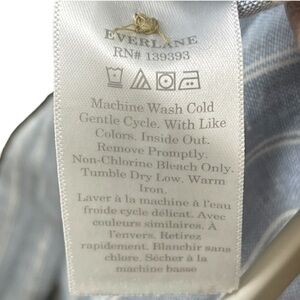 EVERLANE
RN# 139393
Machine Wash Cold
Gentle Cycle. With Like
Colors. Inside Out.
Remove Promptly.
Non-Chlorine Bleach Only.
Tumble Dry Low. Warm
Iron.
Laver à la machine à l'eau
froide cycle délicat. Avec
couleurs similaires. À
l'envers. Retirez
rapidement. Blanchir sans
chlore. Sécher à la
machine basse